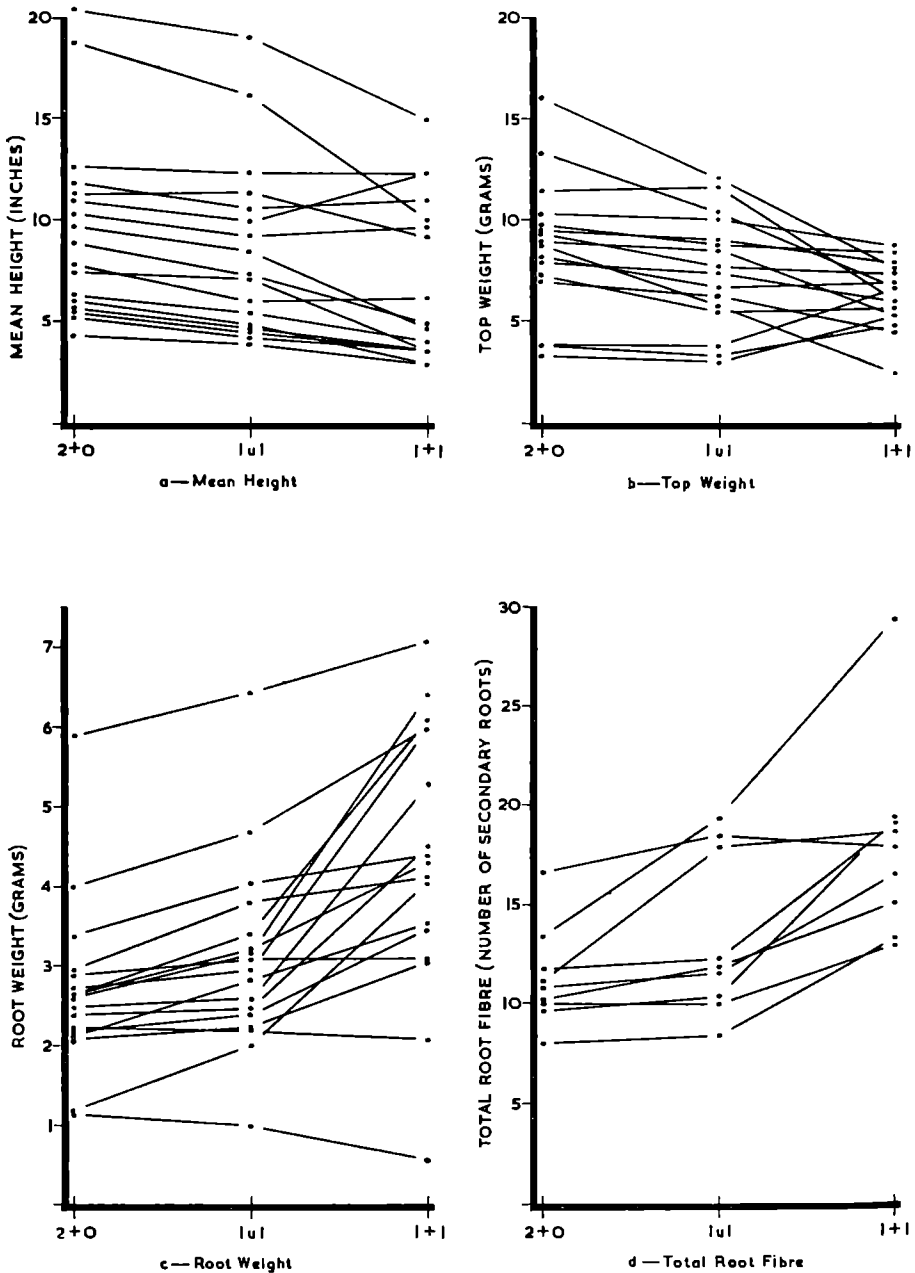 MEAN HEIGHT (INCHES)
20
15
10
5
2+0
1u1
1+1
a—Mean Height
TOP WEIGHT (GRAMS)
20
15
10
5
2+0
1u1
1+1
b—Top Weight
ROOT WEIGHT (GRAMS)
7
6
5
4
3
2
1
2+0
1u1
1+1
c—Root Weight
TOTAL ROOT FIBRE (NUMBER OF SECONDARY ROOTS)
30
25
20
15
10
5
2+0
1u1
1+1
d—Total Root Fibre